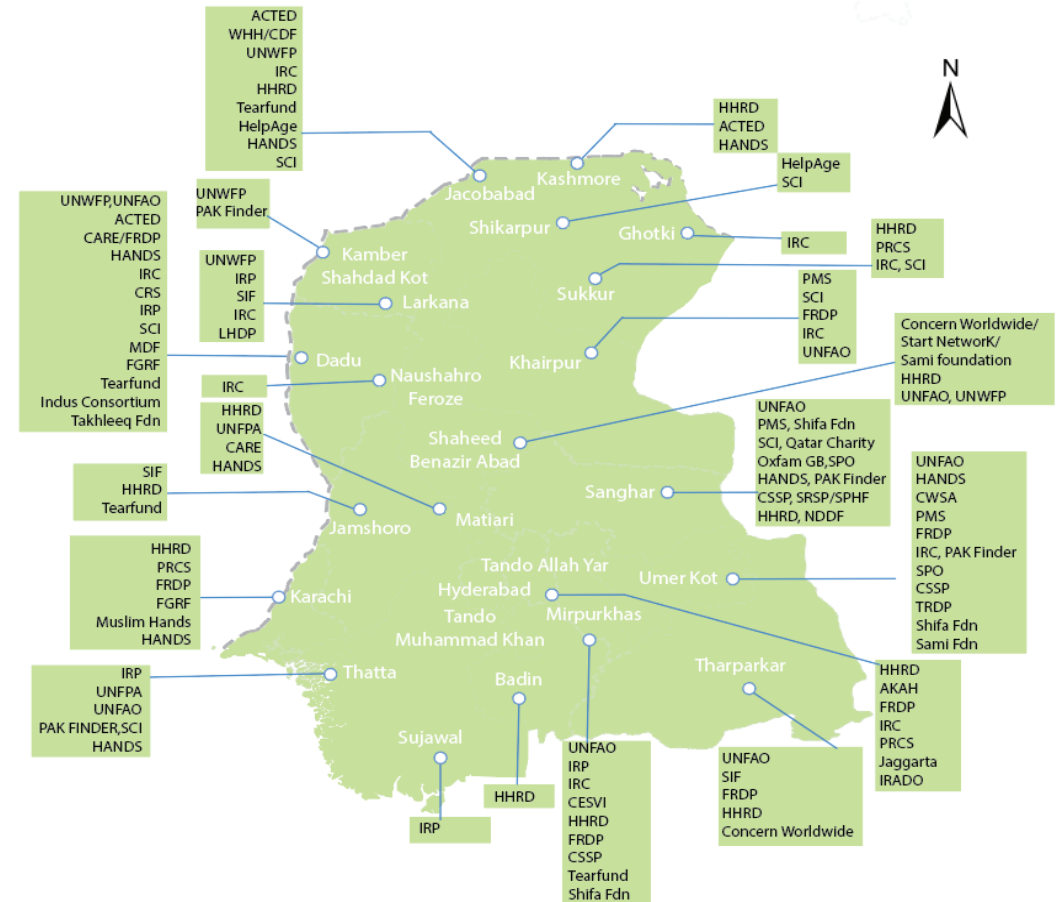 ACTED
WHH/CDF
UNWFP
IRC
HHRD
Tearfund
HelpAge
HANDS
SCI
N
HHRD
ACTED
HANDS
HelpAge
SCI
Jacobabad
Kashmore
Shikarpur
Ghotki
IRC
HHRD
PRCS
IRC, SCI
UNWFP
PAK Finder
UNWFP,UNFAO
ACTED
CARE/FRDP
HANDS
IRC
CRS
IRP
SCI
MDF
FGRF
Tearfund
Indus Consortium
Takhleeq Fdn
Kamber
Shahdad Kot
UNWFP
IRP
SIF
IRC
LHDP
Larkana
Sukkur
PMS
SCI
FRDP
IRC
UNFAO
Khairpur
Dadu
Naushahro
Feroze
IRC
Concern Worldwide/
Start NetworK/
Sami foundation
HHRD
UNFAO, UNWFP
HHRD
UNFPA
CARE
HANDS
Shaheed
Benazir Abad
UNFAO
PMS, Shifa Fdn
SCI, Qatar Charity
Oxfam GB,SPO
HANDS, PAK Finder
CSSP, SRSP/SPHF
HHRD, NDDF
Sanghar
UNFAO
HANDS
CWSA
PMS
FRDP
IRC, PAK Finder
SPO
CSSP
TRDP
Shifa Fdn
Sami Fdn
SIF
HHRD
Tearfund
Jamshoro
Matiari
HHRD
PRCS
FRDP
FGRF
Muslim Hands
HANDS
Karachi
Tando Allah Yar
Hyderabad
Tando
Muhammad Khan
Mirpurkhas
Umer Kot
IRP
UNFPA
UNFAO
PAK FINDER,SCI
HANDS
Thatta
Badin
Tharparkar
HHRD
AKAH
FRDP
IRC
PRCS
Jaggarta
IRADO
Sujawal
IRP
HHRD
UNFAO
IRP
IRC
CESVI
HHRD
FRDP
CSSP
Tearfund
Shifa Fdn
UNFAO
SIF
FRDP
HHRD
Concern Worldwide